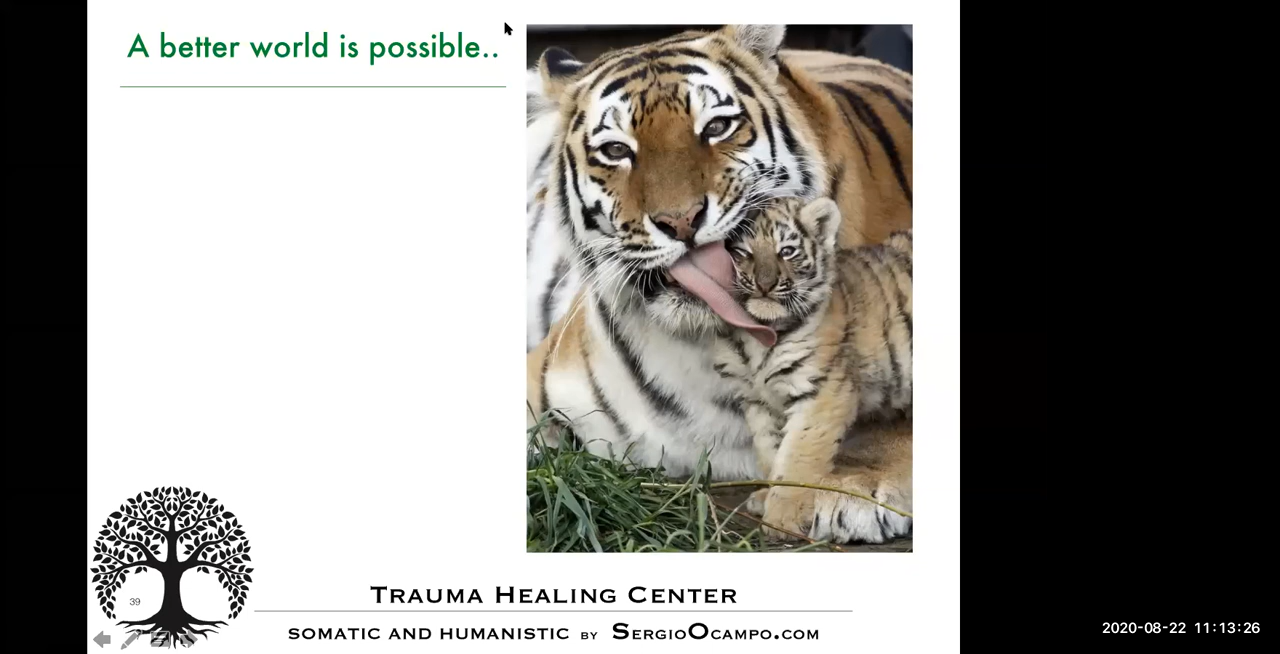 A better world is possible..
39
Trauma Healing Center
somatic and humanistic by SergioOcampo.com
2020-08-22 11:13:26